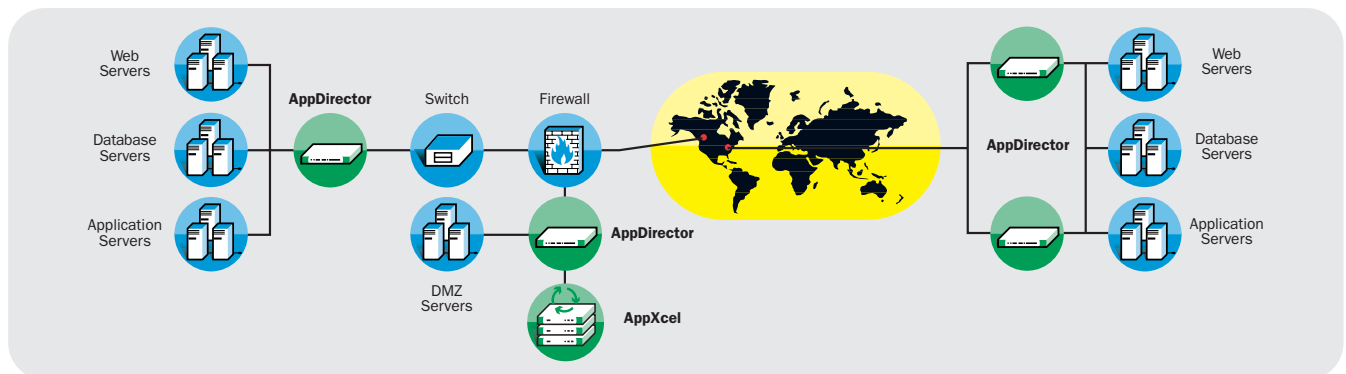 Web
Servers
AppDirector
Switch
Firewall
Database
Servers
Application
Servers
AppDirector
DMZ
Servers
AppXcel
Web
Servers
AppDirector
Database
Servers
Application
Servers